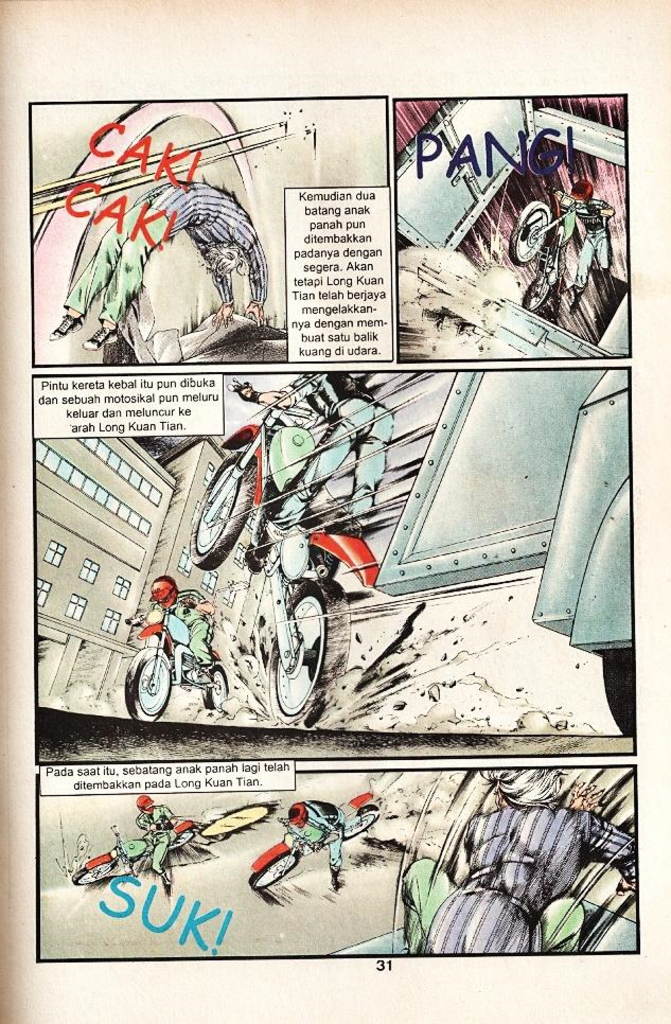 CAKI
CAKI
Kemudian dua
batang anak
panah pun
ditembakkan
padanya dengan
segera. Akan
tetapi Long Kuan
Tian telah berjaya
mengelakkan-
nya dengan mem-
buat satu balik
kuang di udara.
PANG!
Pintu kereta kebal itu pun dibuka
dan sebuah motosikal pun meluru
keluar dan meluncur ke
arah Long Kuan Tian.
Pada saat itu, sebatang anak panah lagi telah
ditembakkan pada Long Kuan Tian.
SUK!
31